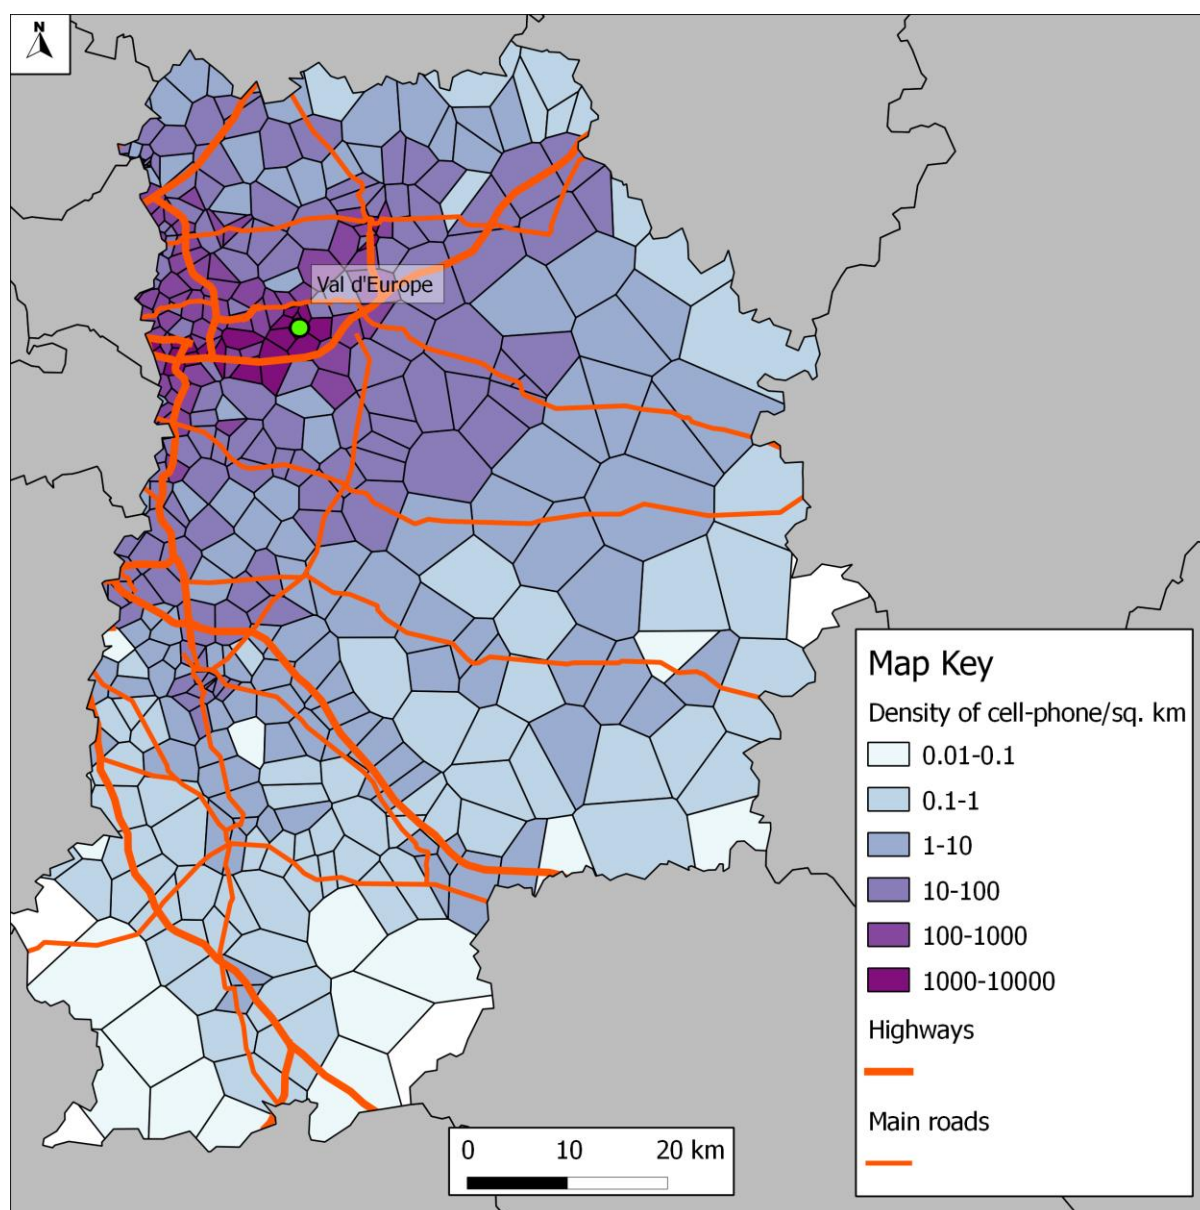 N
Val d'Europe
Map Key
Density of cell-phone/sq. km
0.01-0.1
0.1-1
1-10
10-100
100-1000
1000-10000
Highways
Main roads
0 10 20 km